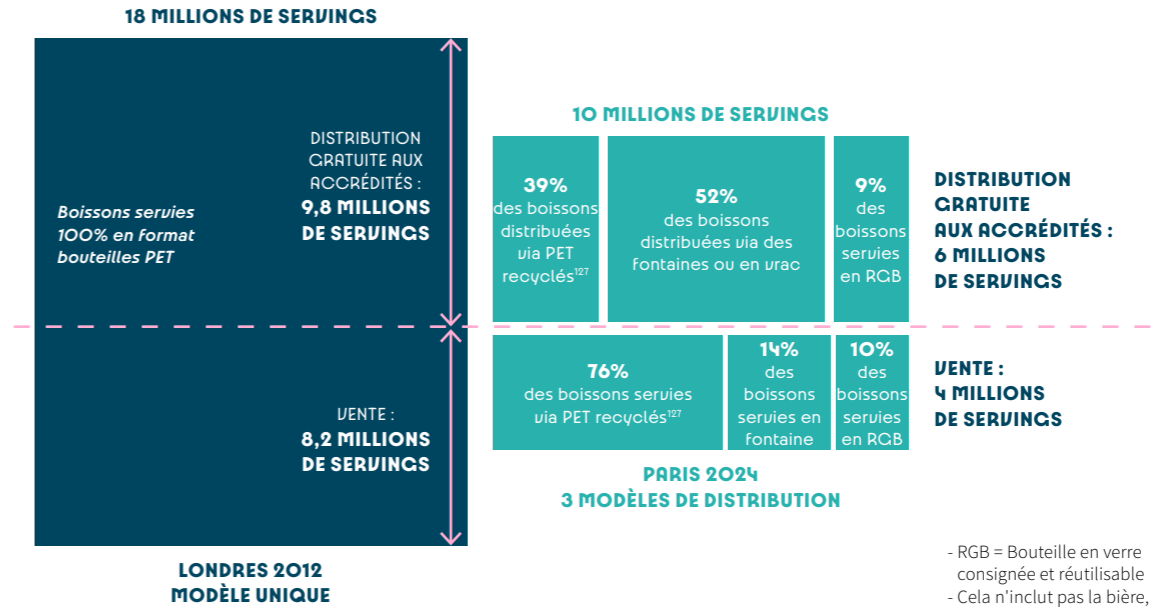 18 MILLIONS DE SERVINGS
Boissons servies
100% en format
bouteilles PET
DISTRIBUTION
GRATUITE AUX
ACCRÉDITÉS :
9,8 MILLIONS
DE SERVINGS
VENTE :
8,2 MILLIONS
DE SERVINGS
LONDRES 2012
MODÈLE UNIQUE
10 MILLIONS DE SERVINGS
39%
des boissons
distribuées
via PET
recyclés¹²⁷
52%
des boissons
distribuées via des
fontaines ou en vrac
9%
des
boissons
servies
en RGB
DISTRIBUTION
GRATUITE
AUX ACCRÉDITÉS :
6 MILLIONS
DE SERVINGS
76%
des boissons servies
via PET recyclés¹²⁷
14%
des
boissons
servies en
fontaine
10%
des
boissons
servies
en RGB
VENTE :
4 MILLIONS
DE SERVINGS
PARIS 2024
3 MODÈLES DE DISTRIBUTION
- RGB = Bouteille en verre
consignée et réutilisable
- Cela n'inclut pas la bière,